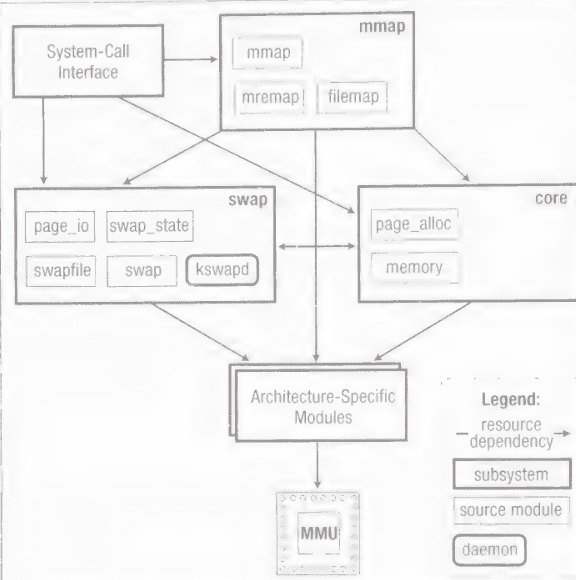 System-Call
Interface
mmap
mmap
mremap
filemap
swap
page_io
swap_state
swapfile
swap
kswapd
core
page_alloc
memory
Architecture-Specific
Modules
MMU
Legend:
resource
dependency
subsystem
source module
daemon